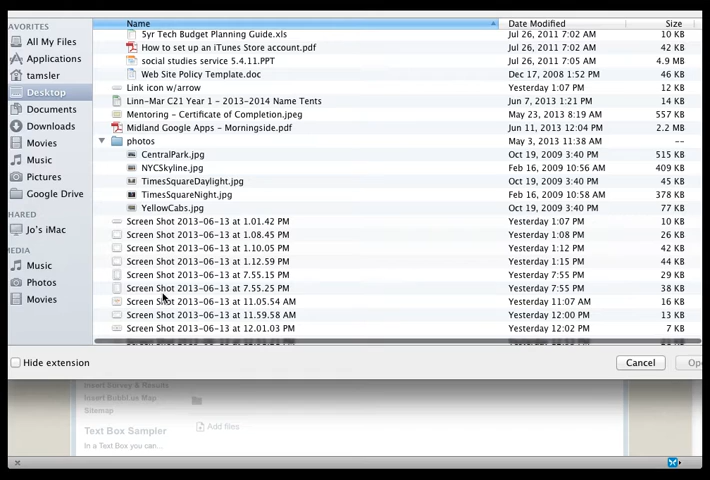 Name Date Modified Size
AVORITES
All My Files
Applications
tamsler
Desktop
Documents
Downloads
Movies
Music
Pictures
Google Drive
HARED
Jo's iMac
MEDIA
Music
Photos
Movies
5yr Tech Budget Planning Guide.xls Jul 26, 2011 7:02 AM 10 KB
How to set up an iTunes Store account.pdf Jul 26, 2011 7:02 AM 42 KB
social studies service 5.4.11.PPT Jul 26, 2011 7:05 AM 4.9 MB
Web Site Policy Template.doc Dec 17, 2008 1:52 PM 46 KB
Link icon w/arrow Yesterday 1:07 PM 12 KB
Linn-Mar C21 Year 1 - 2013-2014 Name Tents Jun 7, 2013 1:21 PM 14 KB
Mentoring - Certificate of Completion.jpeg May 23, 2013 8:19 AM 557 KB
Midland Google Apps - Morningside.pdf Jun 11, 2013 12:04 PM 2.2 MB
photos May 3, 2013 11:38 AM --
CentralPark.jpg Oct 19, 2009 3:40 PM 515 KB
NYCSkyline.jpg Feb 16, 2009 10:56 AM 409 KB
TimesSquareDaylight.jpg Oct 19, 2009 3:40 PM 45 KB
TimesSquareNight.jpg Feb 16, 2009 10:58 AM 378 KB
YellowCabs.jpg Oct 19, 2009 3:40 PM 77 KB
Screen Shot 2013-06-13 at 1.01.42 PM Yesterday 1:07 PM 10 KB
Screen Shot 2013-06-13 at 1.08.45 PM Yesterday 1:08 PM 26 KB
Screen Shot 2013-06-13 at 1.10.05 PM Yesterday 1:12 PM 42 KB
Screen Shot 2013-06-13 at 1.12.59 PM Yesterday 1:15 PM 44 KB
Screen Shot 2013-06-13 at 7.55.15 PM Yesterday 7:55 PM 29 KB
Screen Shot 2013-06-13 at 7.55.25 PM Yesterday 7:55 PM 38 KB
Screen Shot 2013-06-13 at 11.05.54 AM Yesterday 11:07 AM 16 KB
Screen Shot 2013-06-13 at 11.59.58 AM Yesterday 12:00 PM 13 KB
Screen Shot 2013-06-13 at 12.01.03 PM Yesterday 12:02 PM 7 KB
Hide extension Cancel Op
Insert Survey & Results
Insert Bubbl.us Map
Sitemap
Add files
Text Box Sampler
In a Text Box you can...